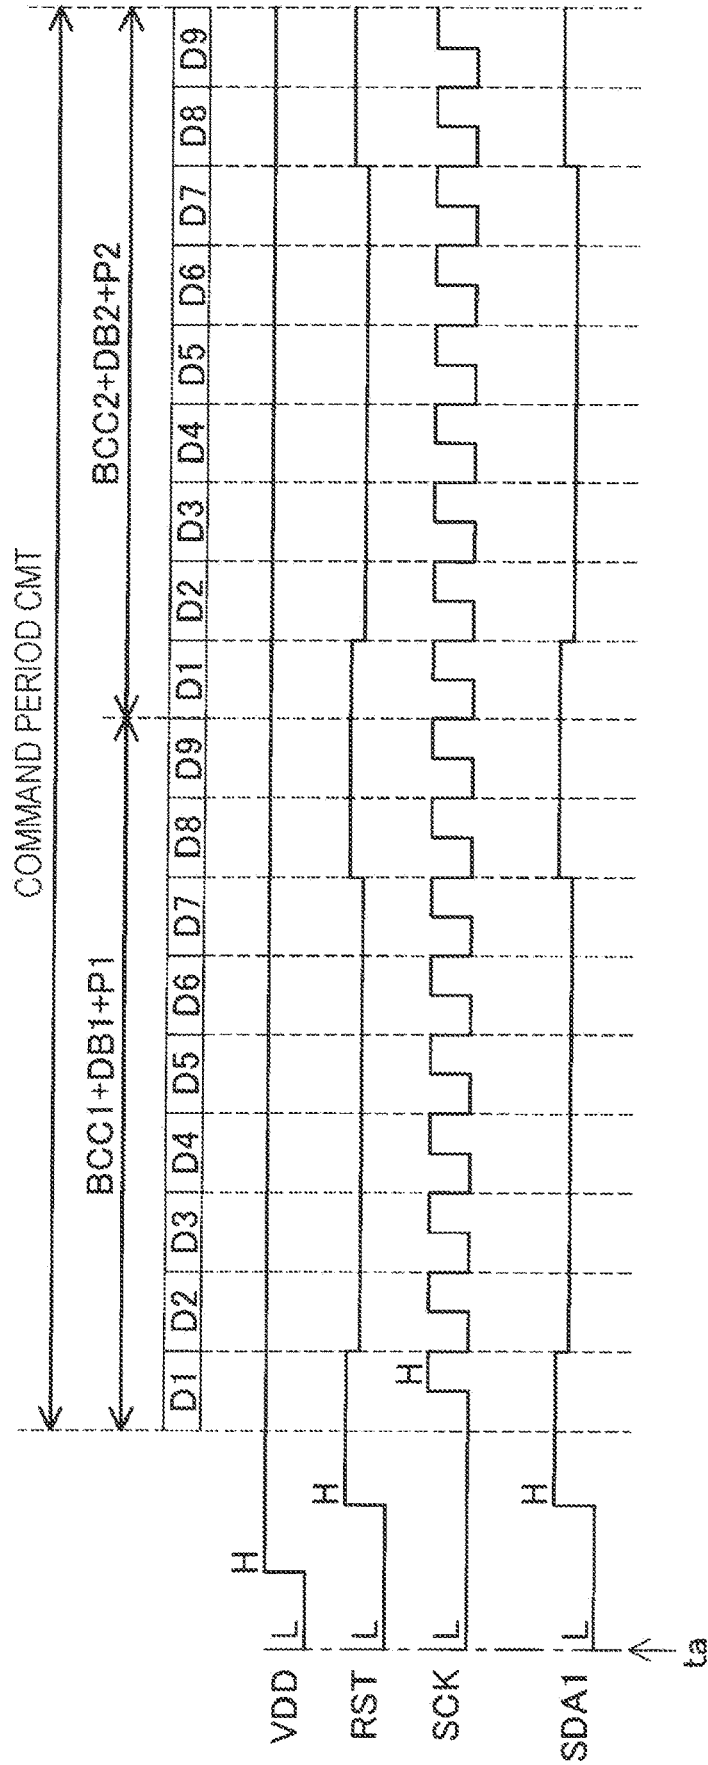 COMMAND PERIOD CMT
BCC1+DB1+P1 BCC2+DB2+P2
D1 D2 D3 D4 D5 D6 D7 D8 D9 D1 D2 D3 D4 D5 D6 D7 D8 D9
VDD L H
RST L H
SCK L H
SDA1 L H
ta